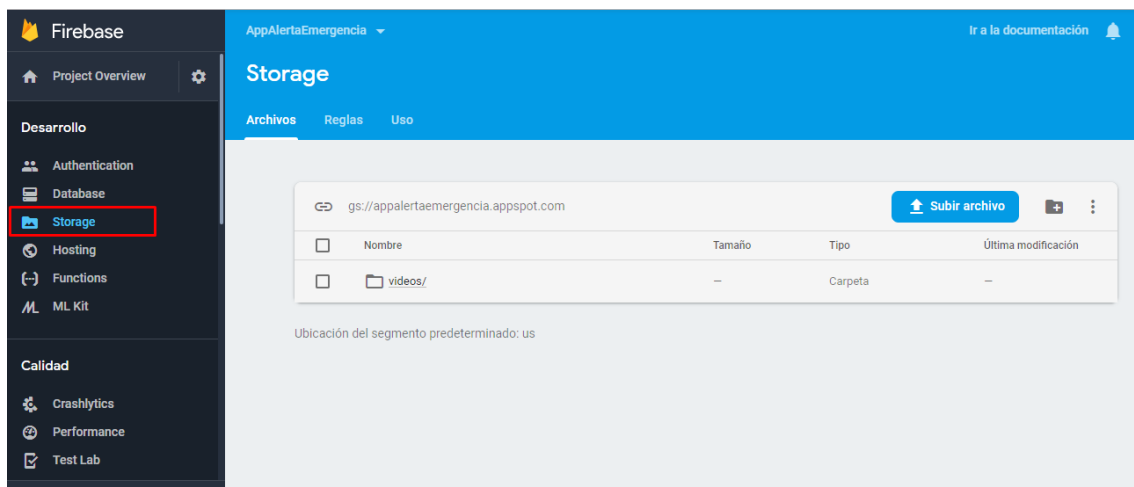 Firebase
AppAlertaEmergencia
Ir a la documentación
Project Overview
Storage
Archivos Reglas Uso
Desarrollo
Authentication
Database
Storage
Hosting
Functions
ML Kit
Calidad
Crashlytics
Performance
Test Lab
gs://appalertaemergencia.appspot.com
Subir archivo
Nombre Tamaño Tipo Última modificación
videos/ — Carpeta —
Ubicación del segmento predeterminado: us